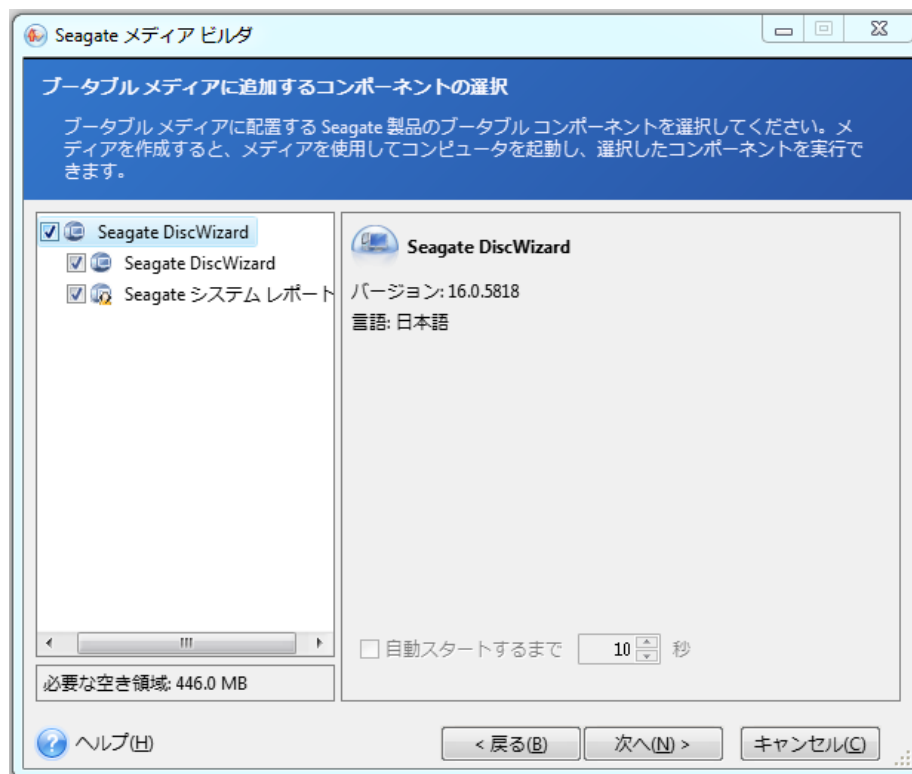 Seagate メディア ビルダ
ブータブル メディアに追加するコンポーネントの選択
ブータブル メディアに配置する Seagate 製品のブータブル コンポーネントを選択してください。メ
ディアを作成すると、メディアを使用してコンピュータを起動し、選択したコンポーネントを実行で
きます。
Seagate DiscWizard
Seagate DiscWizard
Seagate システム レポート
Seagate DiscWizard
バージョン: 16.0.5818
言語: 日本語
自動スタートするまで 10 秒
必要な空き領域: 446.0 MB
ヘルプ(H)
< 戻る(B)
次へ(N) >
キャンセル(C)